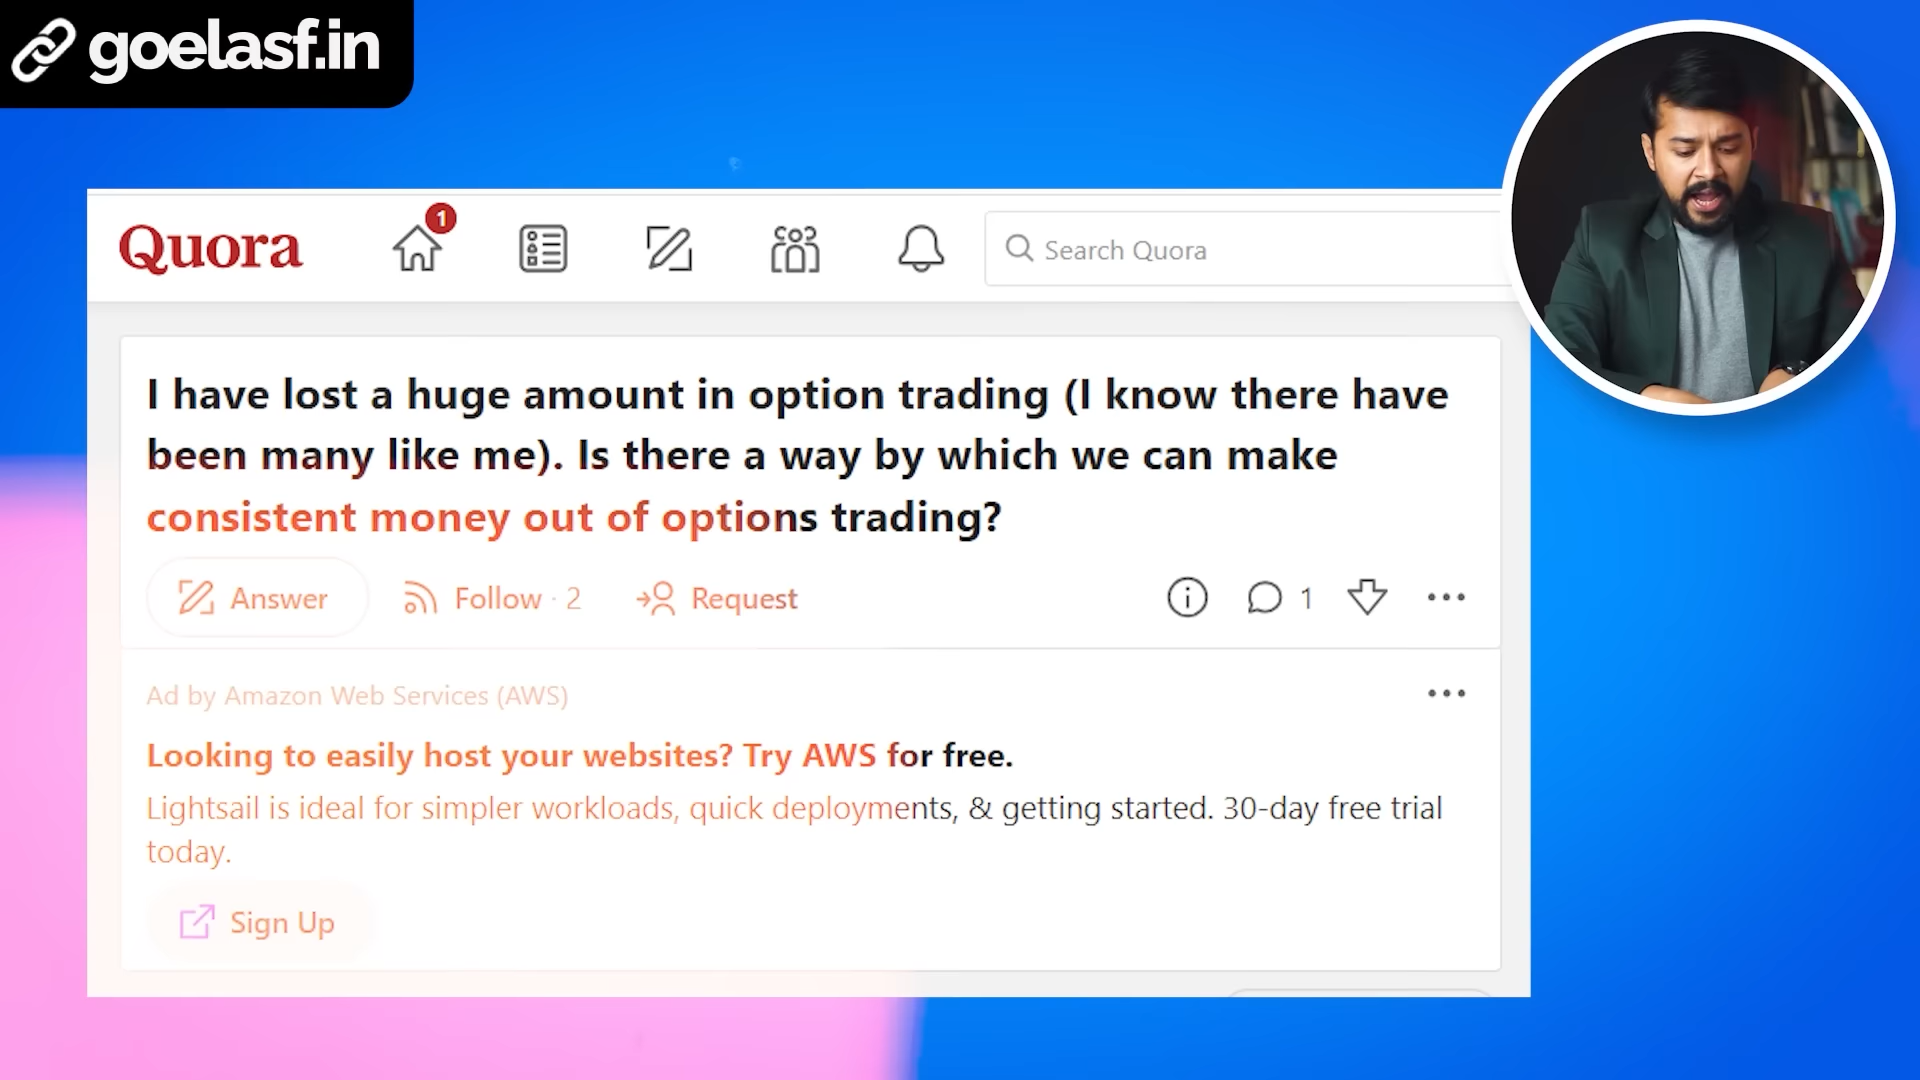 goelasf.in
Quora
1
Search Quora
I have lost a huge amount in option trading (I know there have
been many like me). Is there a way by which we can make
consistent money out of options trading?
Answer
Follow · 2
Request
1
Ad by Amazon Web Services (AWS)
Looking to easily host your websites? Try AWS for free.
Lightsail is ideal for simpler workloads, quick deployments, & getting started. 30-day free trial
today.
Sign Up